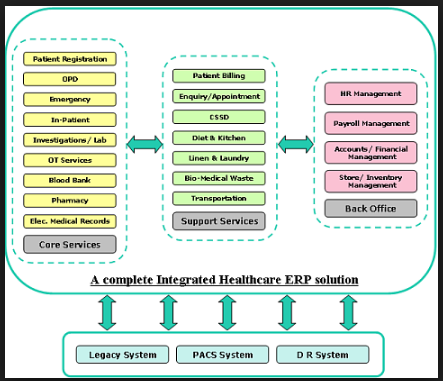 Patient Registration
OPD
Emergency
In-Patient
Investigations / Lab
OT Services
Blood Bank
Pharmacy
Elec. Medical Records
Core Services
Patient Billing
Enquiry/Appointment
CSSD
Diet & Kitchen
Linen & Laundry
Bio-Medical Waste
Transportation
Support Services
HR Management
Payroll Management
Accounts / Financial
Management
Store/ Inventory
Management
Back Office
A complete Integrated Healthcare ERP solution
Legacy System
PACS System
D R System